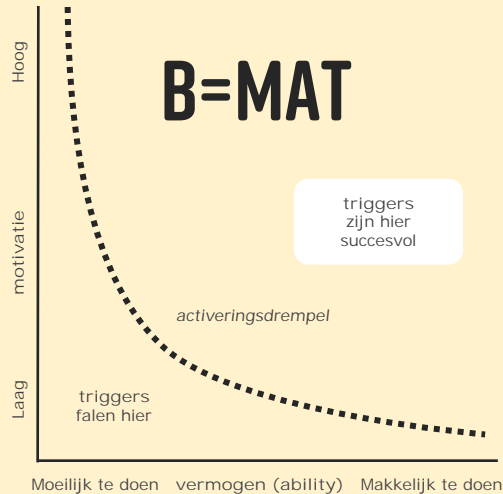 Hoog
B=MAT
triggers
zijn hier
succesvol
motivatie
activeringsdrempel
Laag
triggers
falen hier
Moeilijk te doen vermogen (ability) Makkelijk te doen